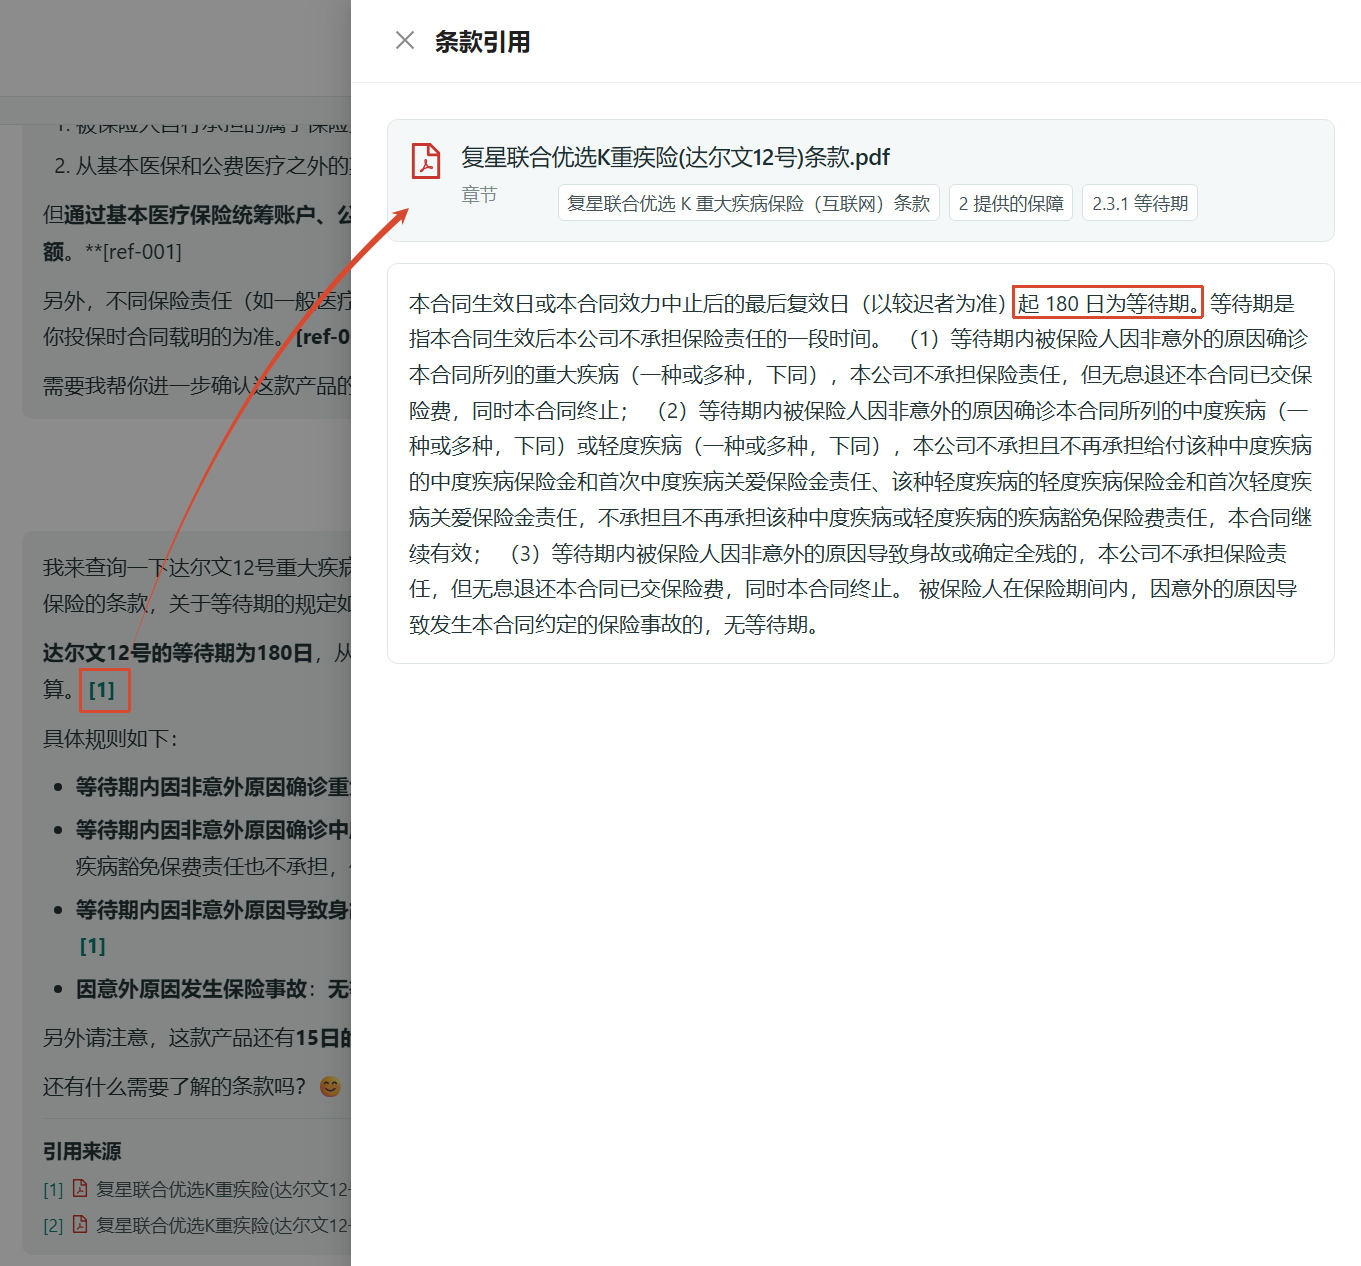 条款引用
复星联合优选K重疾险(达尔文12号)条款.pdf
章节 复星联合优选 K 重大疾病保险（互联网）条款 2 提供的保障 2.3.1 等待期
本合同生效日或本合同效力中止后的最后复效日（以较迟者为准）起 180 日为等待期。等待期是
指本合同生效后本公司不承担保险责任的一段时间。 （1）等待期内被保险人因非意外的原因确诊
本合同所列的重大疾病（一种或多种，下同），本公司不承担保险责任，但无息退还本合同已交保
险费，同时本合同终止； （2）等待期内被保险人因非意外的原因确诊本合同所列的中度疾病（一
种或多种，下同）或轻度疾病（一种或多种，下同），本公司不承担且不再承担给付该种中度疾病
的中度疾病保险金和首次中度疾病关爱保险金责任、该种轻度疾病的轻度疾病保险金和首次轻度疾
病关爱保险金责任，不承担且不再承担该种中度疾病或轻度疾病的疾病豁免保险费责任，本合同继
续有效； （3）等待期内被保险人因非意外的原因导致身故或确定全残的，本公司不承担保险责
任，但无息退还本合同已交保险费，同时本合同终止。 被保险人在保险期间内，因意外的原因导
致发生本合同约定的保险事故的，无等待期。
1. 被保险人自行承担的属于保险
2. 从基本医保和公费医疗之外的
但通过基本医疗保险统筹账户、公
额。**[ref-001]
另外，不同保险责任（如一般医疗
你投保时合同载明的为准。[ref-0
需要我帮你进一步确认这款产品的
我来查询一下达尔文12号重大疾病
保险的条款，关于等待期的规定如
达尔文12号的等待期为180日，从
算。[1]
具体规则如下：
等待期内因非意外原因确诊重
等待期内因非意外原因确诊中
疾病豁免保费责任也不承担，
等待期内因非意外原因导致身
[1]
因意外原因发生保险事故：无
另外请注意，这款产品还有15日的
还有什么需要了解的条款吗？😊
引用来源
[1] 复星联合优选K重疾险(达尔文12
[2] 复星联合优选K重疾险(达尔文12